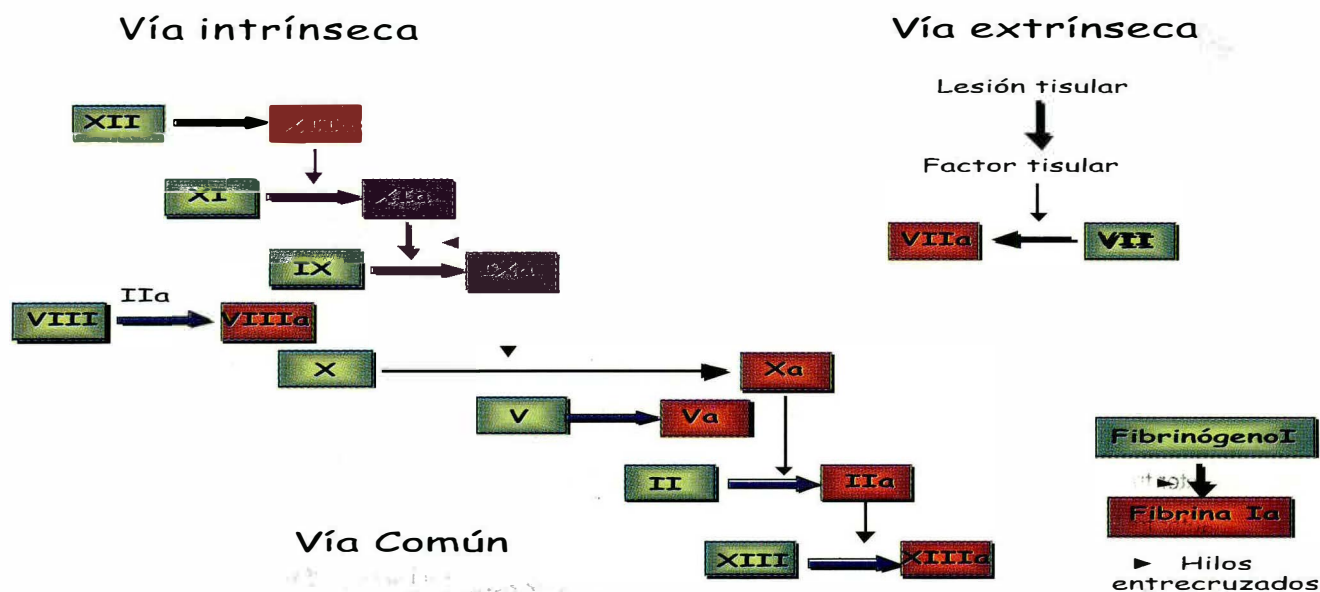 Vía intrínseca
Vía extrínseca
Lesión tisular
XII
Factor tisular
XI
VIIa
VII
IX
IIa
VIII
VIIIa
X
Xa
V
Va
FibrinógenoI
II
IIa
Fibrina Ia
Vía Común
XIII
XIIIa
► Hilos
entrecruzados